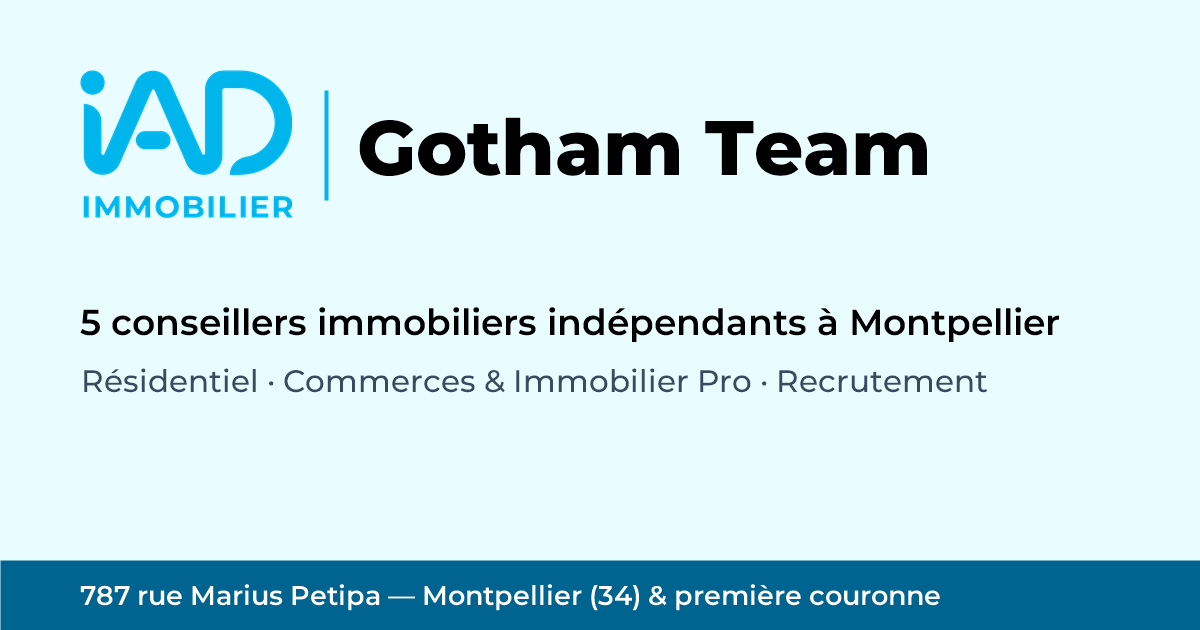 iAD
IMMOBILIER
Gotham Team
5 conseillers immobiliers indépendants à Montpellier
Résidentiel · Commerces & Immobilier Pro · Recrutement
787 rue Marius Petipa — Montpellier (34) & première couronne